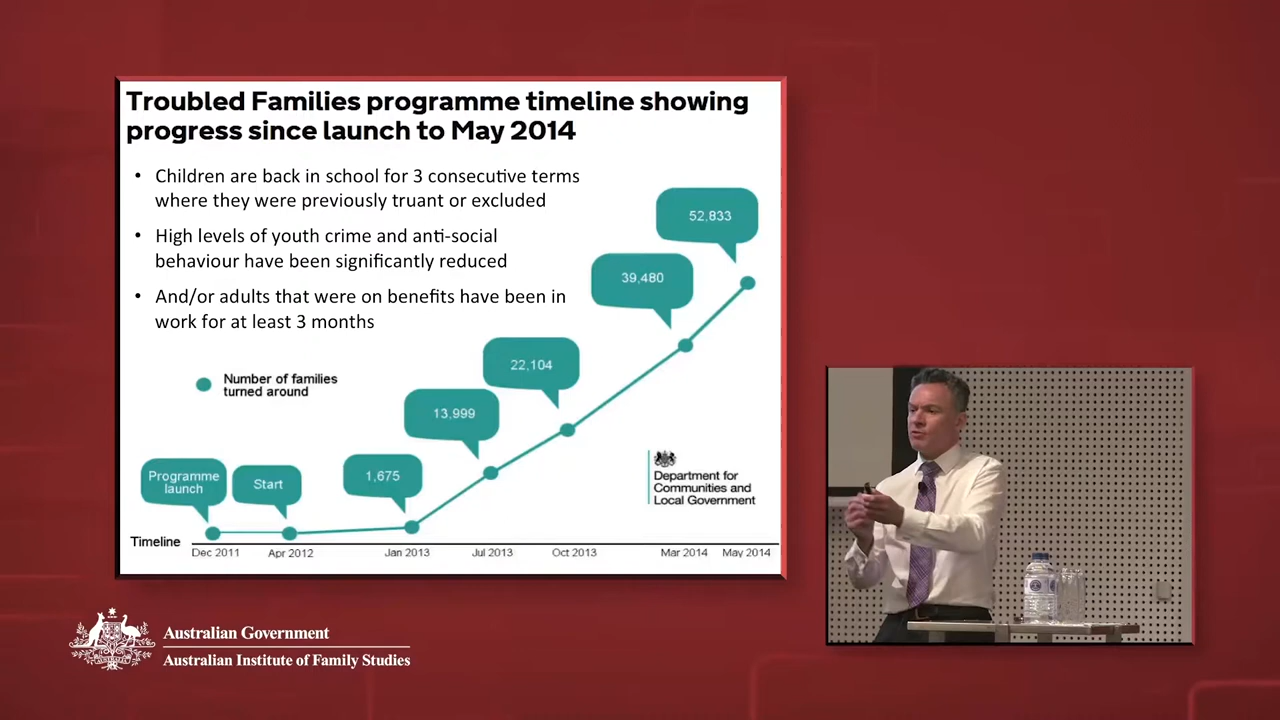 Troubled Families programme timeline showing
progress since launch to May 2014
• Children are back in school for 3 consecutive terms
where they were previously truant or excluded
• High levels of youth crime and anti-social
behaviour have been significantly reduced
• And/or adults that were on benefits have been in
work for at least 3 months
52,833
39,480
22,104
13,999
1,675
Start
Programme
launch
Number of families
turned around
Department for
Communities and
Local Government
Timeline
Dec 2011
Apr 2012
Jan 2013
Jul 2013
Oct 2013
Mar 2014
May 2014
Australian Government
Australian Institute of Family Studies